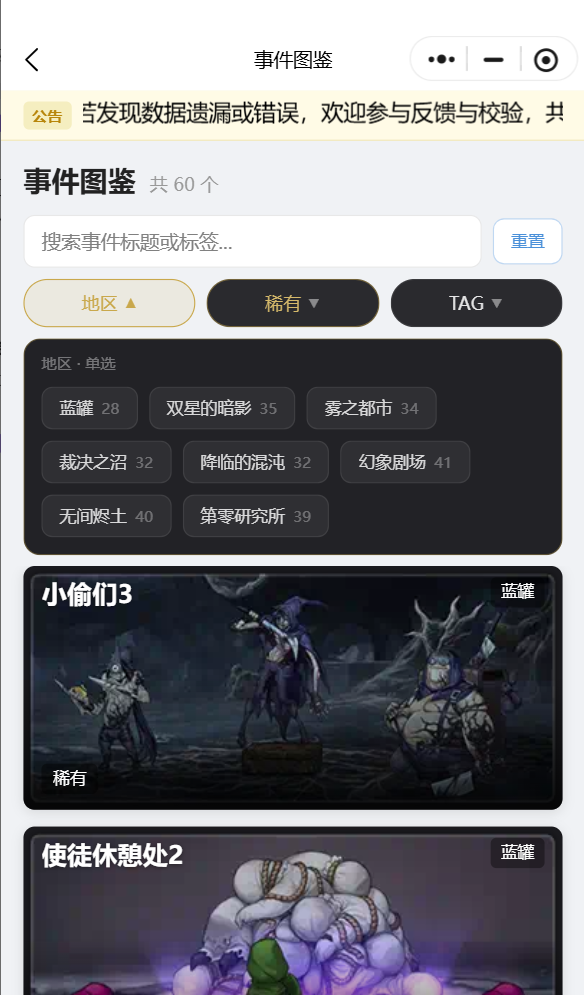 事件图鉴
公告 若发现数据遗漏或错误，欢迎参与反馈与校验，共
事件图鉴 共 60 个
搜索事件标题或标签... 重置
地区 ▲ 稀有 ▼ TAG ▼
地区 · 单选
蓝罐 28 双星的暗影 35 雾之都市 34
裁决之沼 32 降临的混沌 32 幻象剧场 41
无间烬土 40 第零研究所 39
小偷们3 蓝罐
稀有
使徒休憩处2 蓝罐